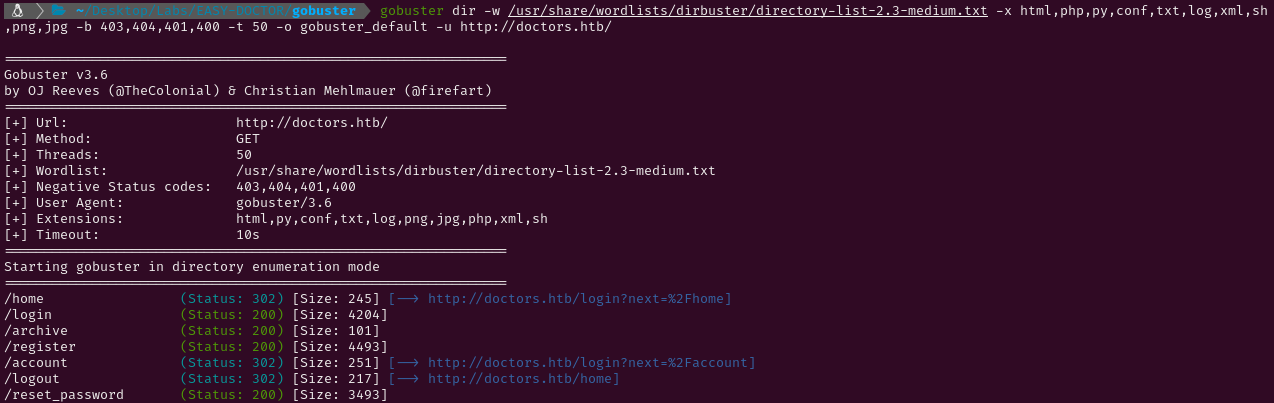 ~/Desktop/Labs/EASY-DOCTOR/gobuster gobuster dir -w /usr/share/wordlists/dirbuster/directory-list-2.3-medium.txt -x html,php,py,conf,txt,log,xml,sh
,png,jpg -b 403,404,401,400 -t 50 -o gobuster_default -u http://doctors.htb/
===============================================================
Gobuster v3.6
by OJ Reeves (@TheColonial) & Christian Mehlmauer (@firefart)
===============================================================
[+] Url:                     http://doctors.htb/
[+] Method:                  GET
[+] Threads:                 50
[+] Wordlist:                /usr/share/wordlists/dirbuster/directory-list-2.3-medium.txt
[+] Negative Status codes:   403,404,401,400
[+] User Agent:              gobuster/3.6
[+] Extensions:              html,py,conf,txt,log,png,jpg,php,xml,sh
[+] Timeout:                 10s
===============================================================
Starting gobuster in directory enumeration mode
===============================================================
/home                 (Status: 302) [Size: 245] [--> http://doctors.htb/login?next=%2Fhome]
/login                (Status: 200) [Size: 4204]
/archive              (Status: 200) [Size: 101]
/register             (Status: 200) [Size: 4493]
/account              (Status: 302) [Size: 251] [--> http://doctors.htb/login?next=%2Faccount]
/logout               (Status: 302) [Size: 217] [--> http://doctors.htb/home]
/reset_password       (Status: 200) [Size: 3493]